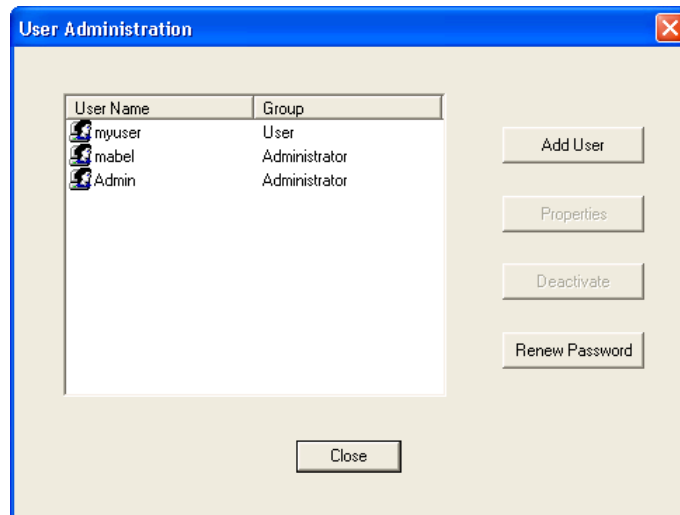 User Administration
User Name Group
myuser User
mabel Administrator
Admin Administrator
Add User
Properties
Deactivate
Renew Password
Close